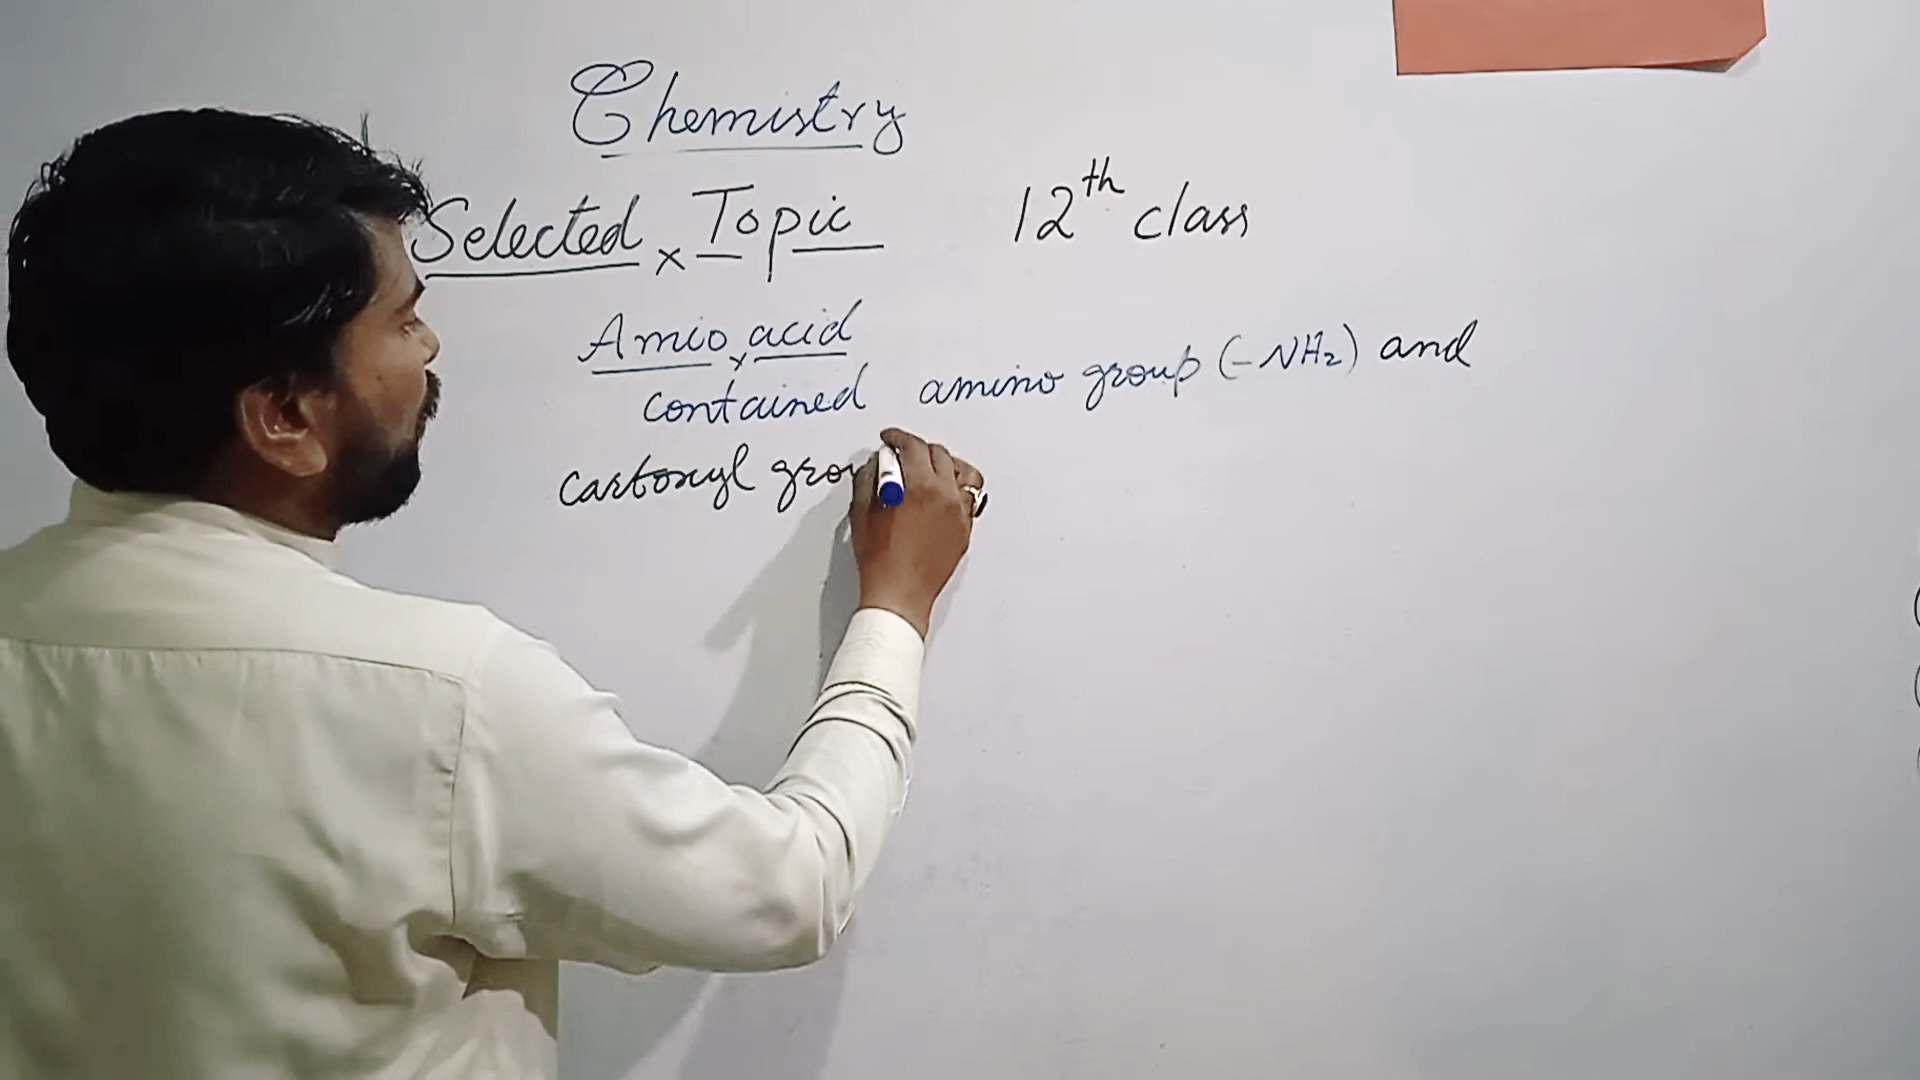 Chemistry
Selected x Topic 12th class
Amio x acid
contained amino group (-NH2) and
carboxyl grou